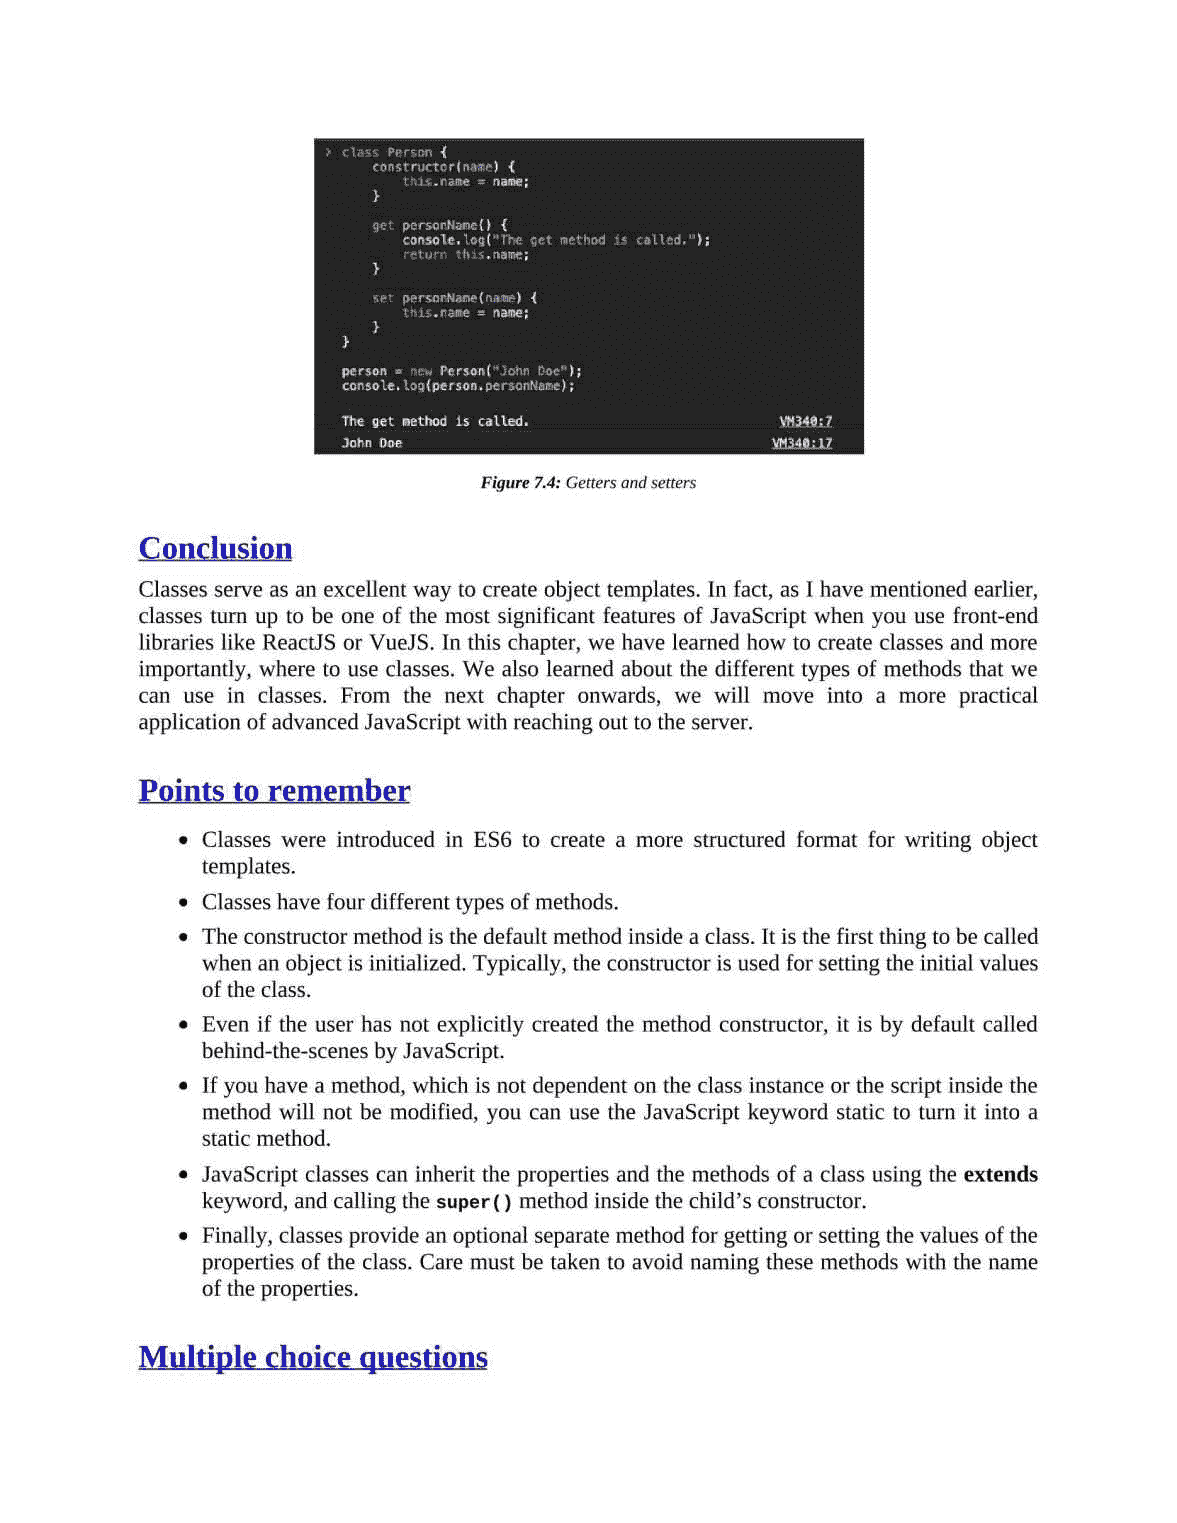 › class Person {
constructor(name) {
this.name = name;
}
get personName() {
console.log("The get method is called.");
return this.name;
}
set personName(name) {
this.name = name;
}
}
person = new Person("John Doe");
console.log(person.personName);
The get method is called. VM340:7
John Doe VM340:17
Figure 7.4: Getters and setters
Conclusion
Classes serve as an excellent way to create object templates. In fact, as I have mentioned earlier,
classes turn up to be one of the most significant features of JavaScript when you use front-end
libraries like ReactJS or VueJS. In this chapter, we have learned how to create classes and more
importantly, where to use classes. We also learned about the different types of methods that we
can use in classes. From the next chapter onwards, we will move into a more practical
application of advanced JavaScript with reaching out to the server.
Points to remember
• Classes were introduced in ES6 to create a more structured format for writing object
templates.
• Classes have four different types of methods.
• The constructor method is the default method inside a class. It is the first thing to be called
when an object is initialized. Typically, the constructor is used for setting the initial values
of the class.
• Even if the user has not explicitly created the method constructor, it is by default called
behind-the-scenes by JavaScript.
• If you have a method, which is not dependent on the class instance or the script inside the
method will not be modified, you can use the JavaScript keyword static to turn it into a
static method.
• JavaScript classes can inherit the properties and the methods of a class using the extends
keyword, and calling the super() method inside the child’s constructor.
• Finally, classes provide an optional separate method for getting or setting the values of the
properties of the class. Care must be taken to avoid naming these methods with the name
of the properties.
Multiple choice questions